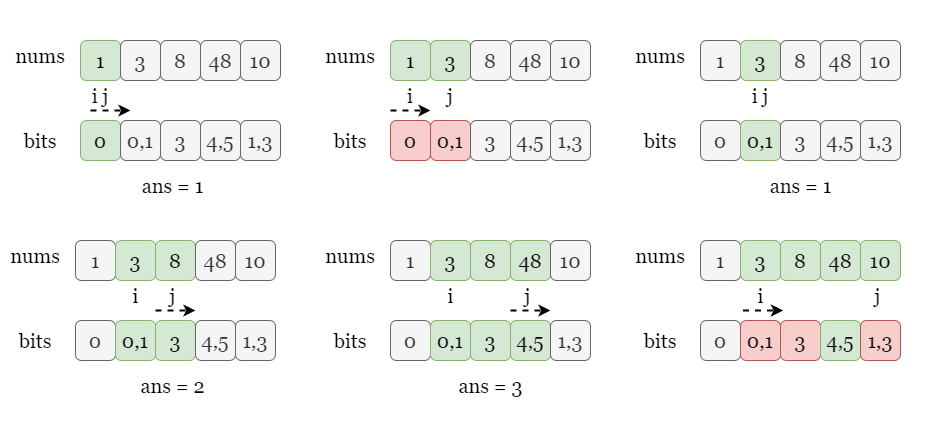 nums 1 3 8 48 10
i j
bits 0 0,1 3 4,5 1,3
ans = 1
nums 1 3 8 48 10
i j
bits 0 0,1 3 4,5 1,3
nums 1 3 8 48 10
i j
bits 0 0,1 3 4,5 1,3
ans = 1
nums 1 3 8 48 10
i j
bits 0 0,1 3 4,5 1,3
ans = 2
nums 1 3 8 48 10
i j
bits 0 0,1 3 4,5 1,3
ans = 3
nums 1 3 8 48 10
i j
bits 0 0,1 3 4,5 1,3